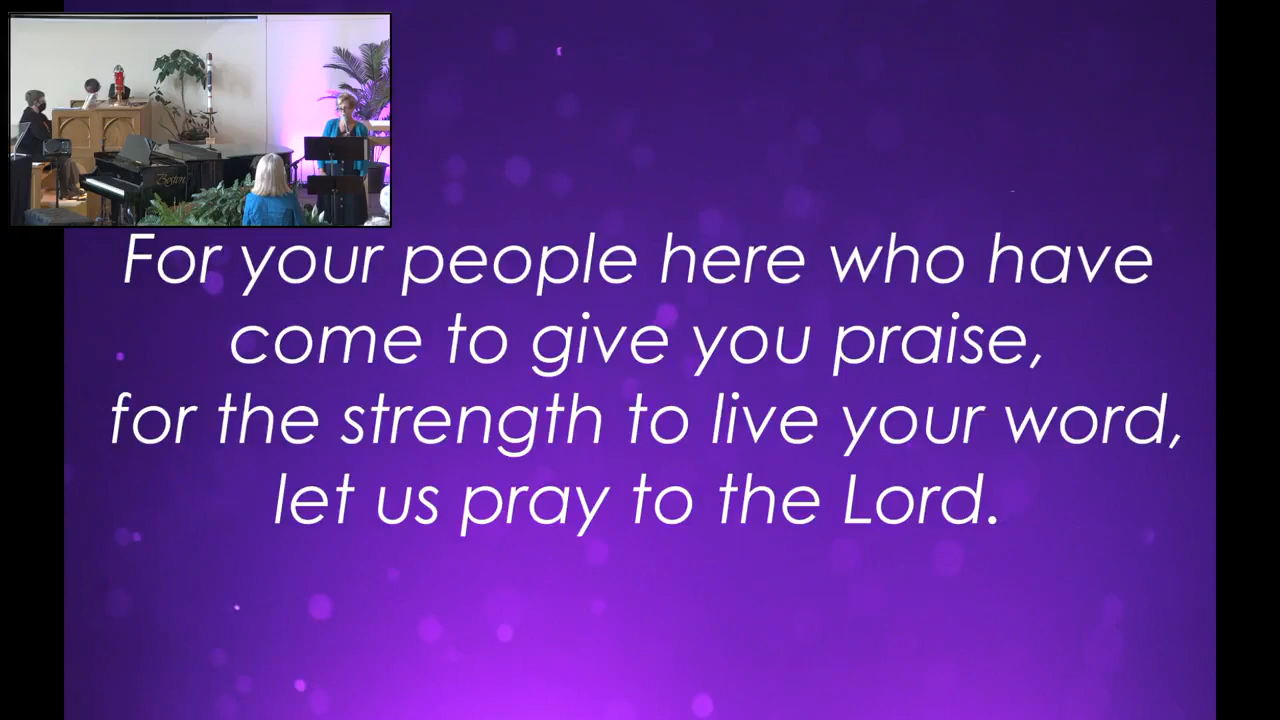 Boston
For your people here who have
come to give you praise,
for the strength to live your word,
let us pray to the Lord.